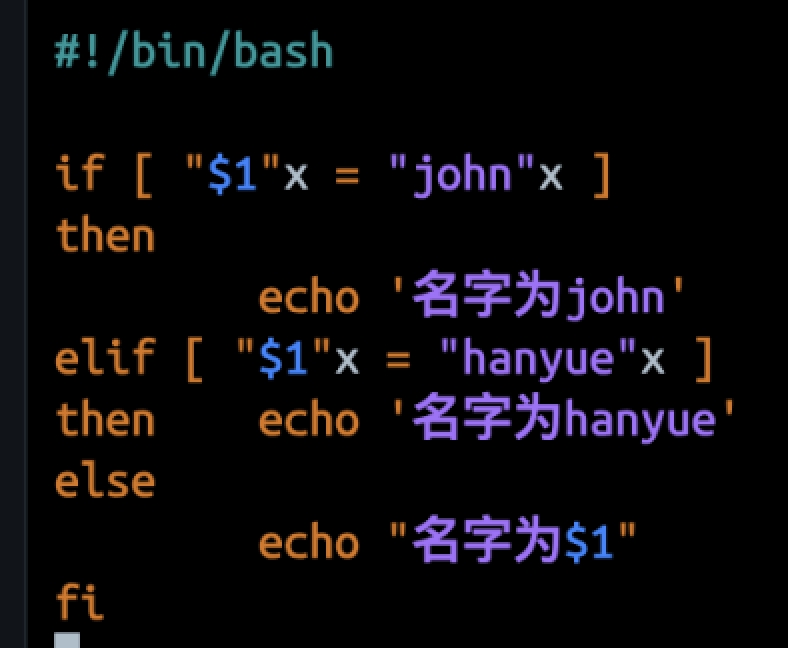 #!/bin/bash
if [ "$1"x = "john"x ]
then
echo '名字为john'
elif [ "$1"x = "hanyue"x ]
then    echo '名字为hanyue'
else
echo "名字为$1"
fi